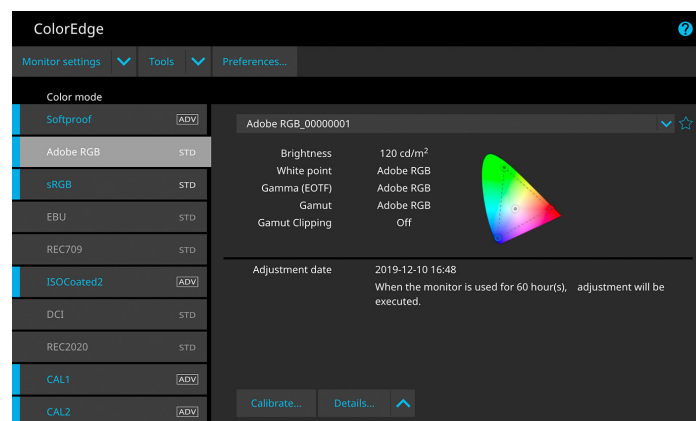 ColorEdge
?
Monitor settings Tools Preferences...
Color mode
Softproof ADV
Adobe RGB STD
sRGB STD
EBU STD
REC709 STD
ISOCoated2 ADV
DCI STD
REC2020 STD
CAL1 ADV
CAL2 ADV
Adobe RGB_00000001
Brightness 120 cd/m²
White point Adobe RGB
Gamma (EOTF) Adobe RGB
Gamut Adobe RGB
Gamut Clipping Off
Adjustment date 2019-12-10 16:48
When the monitor is used for 60 hour(s), adjustment will be
executed.
Calibrate... Details...